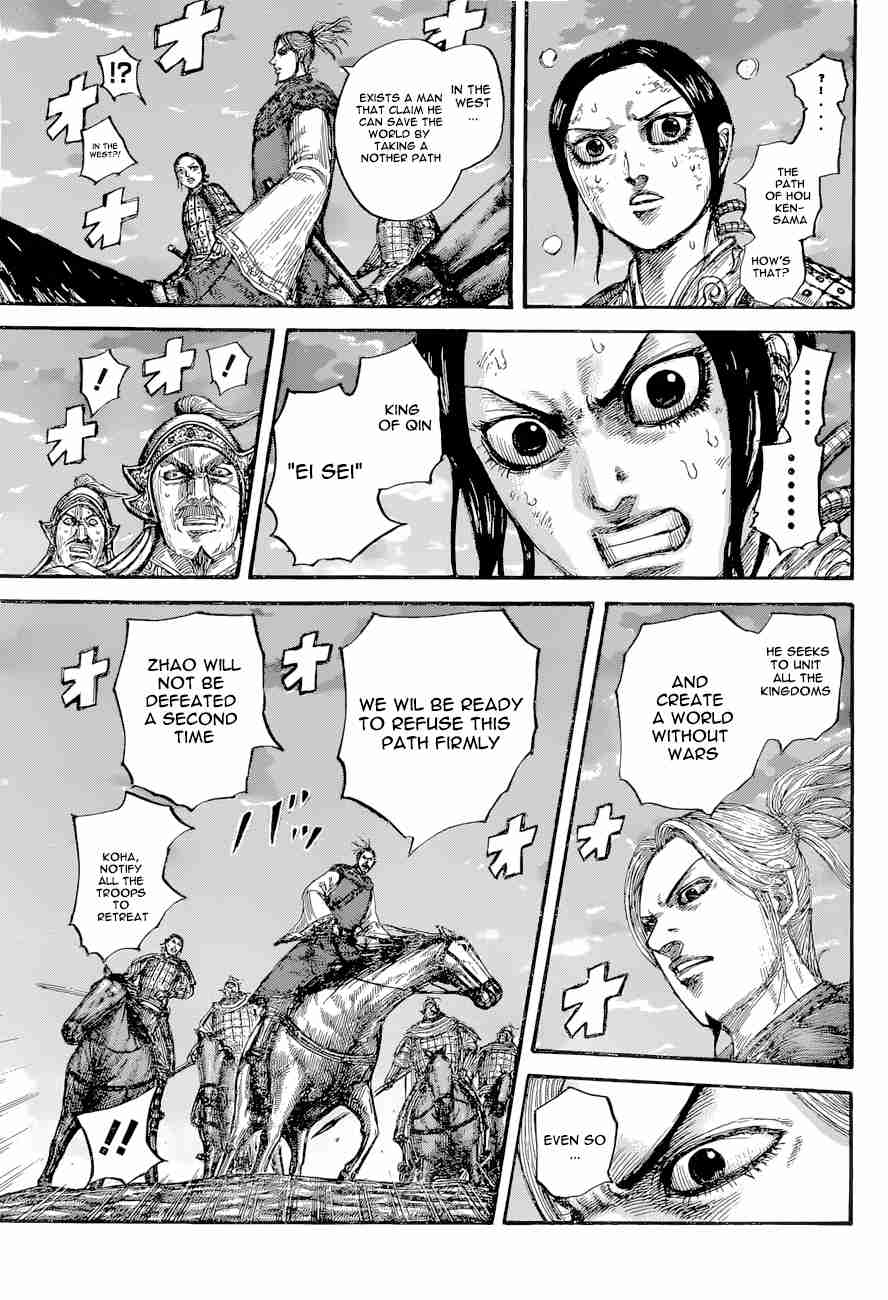 ?!....
THE
PATH
OF HOU
KEN-
SAMA
HOW'S
THAT?
IN THE
WEST
...
EXISTS A MAN
THAT CLAIM HE
CAN SAVE THE
WORLD BY
TAKING A
NOTHER PATH
!?
IN THE
WEST?!
オ
オ
オ
オ
.........
KING
OF QIN
"EI SEI"
!
!
オ
オ
HE SEEKS
TO UNIT
ALL THE
KINGDOMS
AND
CREATE
A WORLD
WITHOUT
WARS
オ
オ
EVEN SO
...
WE WIL BE READY
TO REFUSE THIS
PATH FIRMLY
ZHAO WILL
NOT BE
DEFEATED
A SECOND
TIME
オ
オ
オ
バッ
KOHA,
NOTIFY
ALL THE
TROOPS
TO
RETREAT
!!